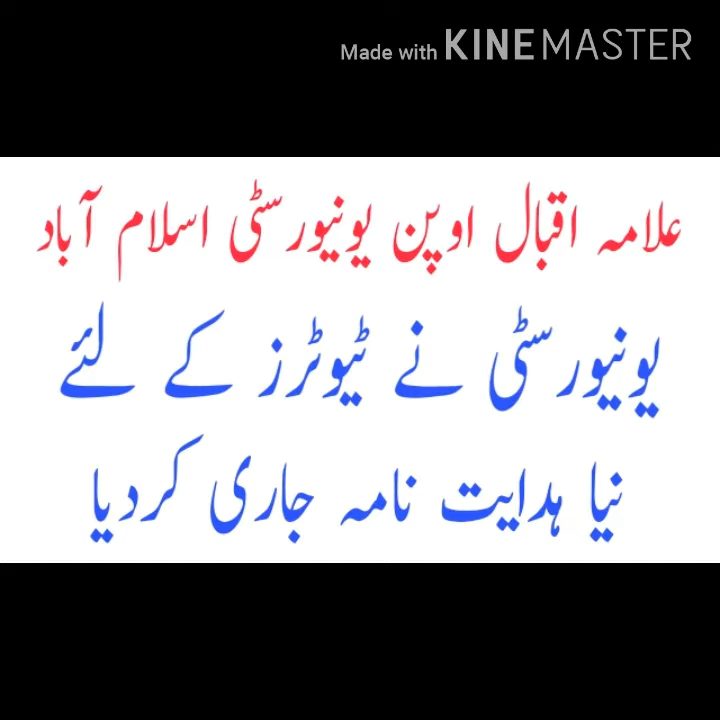 Made with KINEMASTER
علامہ اقبال اوپن یونیورسٹی اسلام آباد
یونیورسٹی نے ٹیوٹرز کے لئے
نیا ہدایت نامہ جاری کردیا